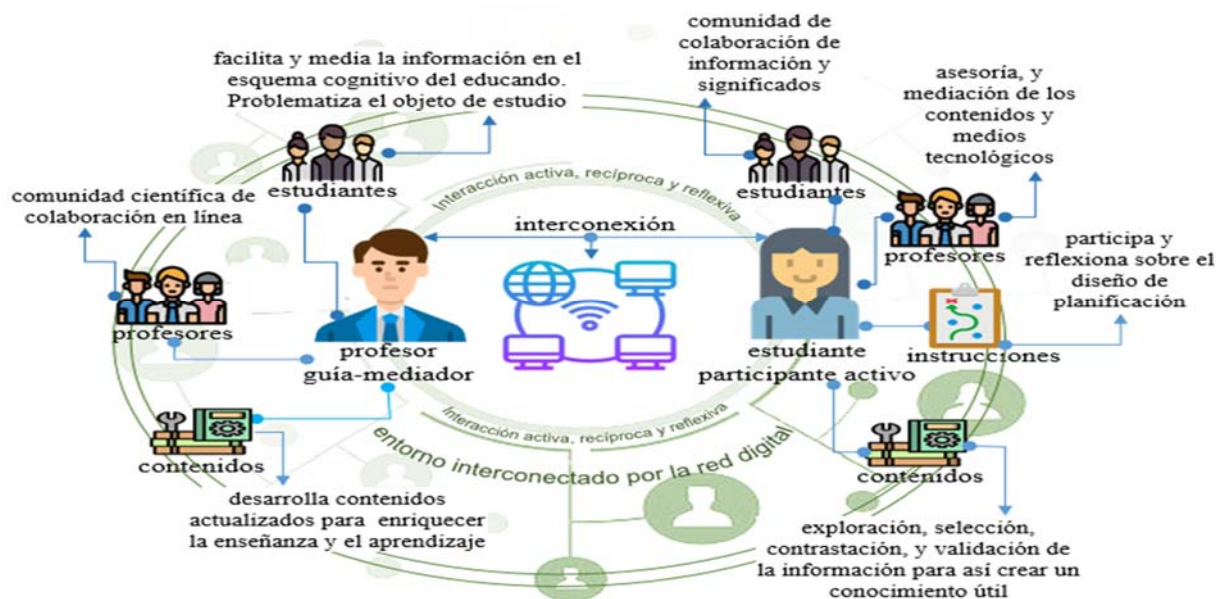 facilita y media la información en el
esquema cognitivo del educando.
Problematiza el objeto de estudio
estudiantes
comunidad de
colaboración de
información y
significados
estudiantes
asesoría, y
mediación de los
contenidos y
medios
tecnológicos
profesores
comunidad científica de
colaboración en línea
profesores
Interacción activa, recíproca y reflexiva
interconexión
participa y
reflexiona sobre el
diseño de
planificación
instrucciones
profesor
guía-mediador
estudiante
participante activo
Interacción activa, recíproca y reflexiva
entorno interconectado por la red digital
contenidos
desarrolla contenidos
actualizados para enriquecer
la enseñanza y el aprendizaje
contenidos
exploración, selección,
contrastación, y validación de
la información para así crear un
conocimiento útil